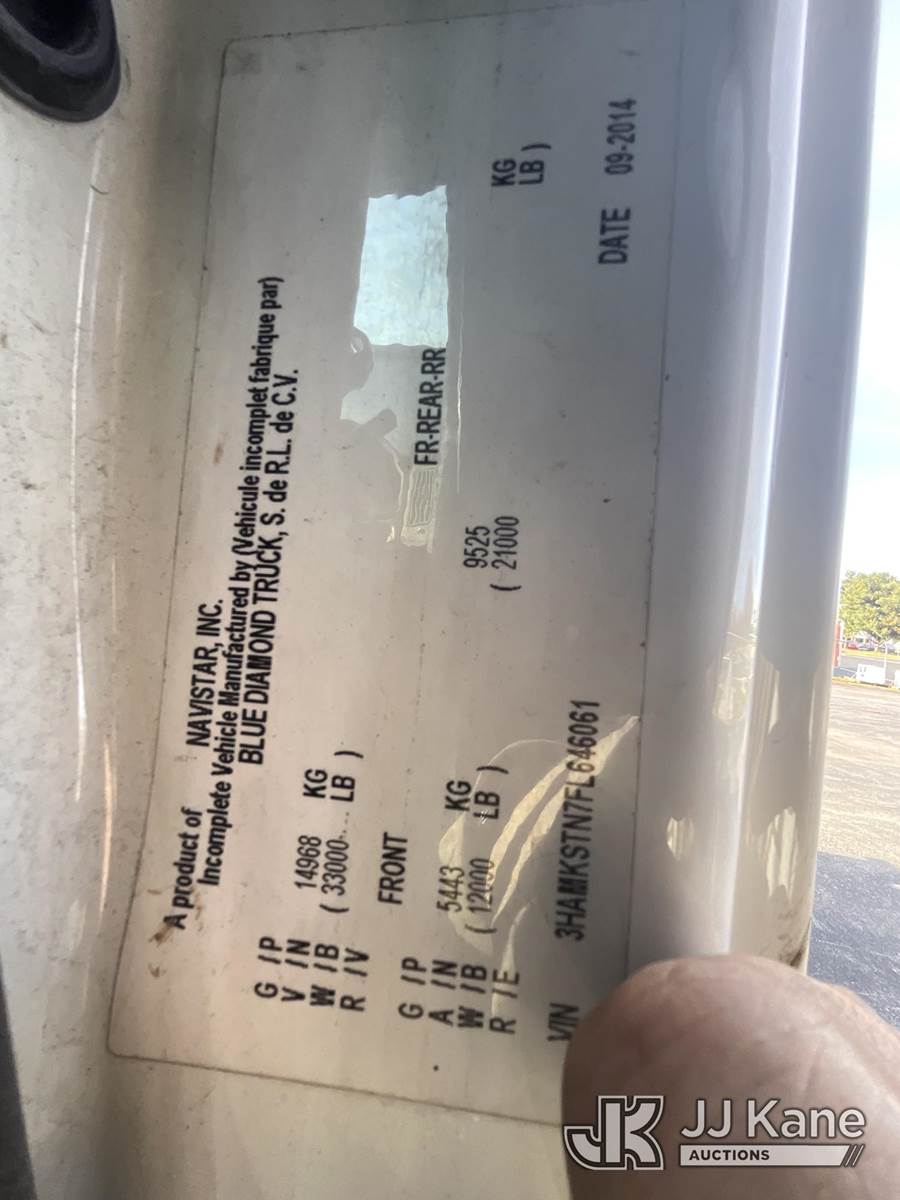 A product of NAVISTAR, INC.
Incomplete Vehicle Manufactured by (Vehicule incomplet fabrique par)
BLUE DIAMOND TRUCK, S. de R.L. de C.V.
G /P
V /N 14968 KG
W /B ( 33000 LB )
R /V
FRONT FR-REAR-RR
G /P
A /N 5443 KG 9525 KG
W /B ( 12000 LB ) ( 21000 LB )
R /E
VIN 3HAMKSTN7FL646061 DATE 09-2014
JK JJ Kane
AUCTIONS